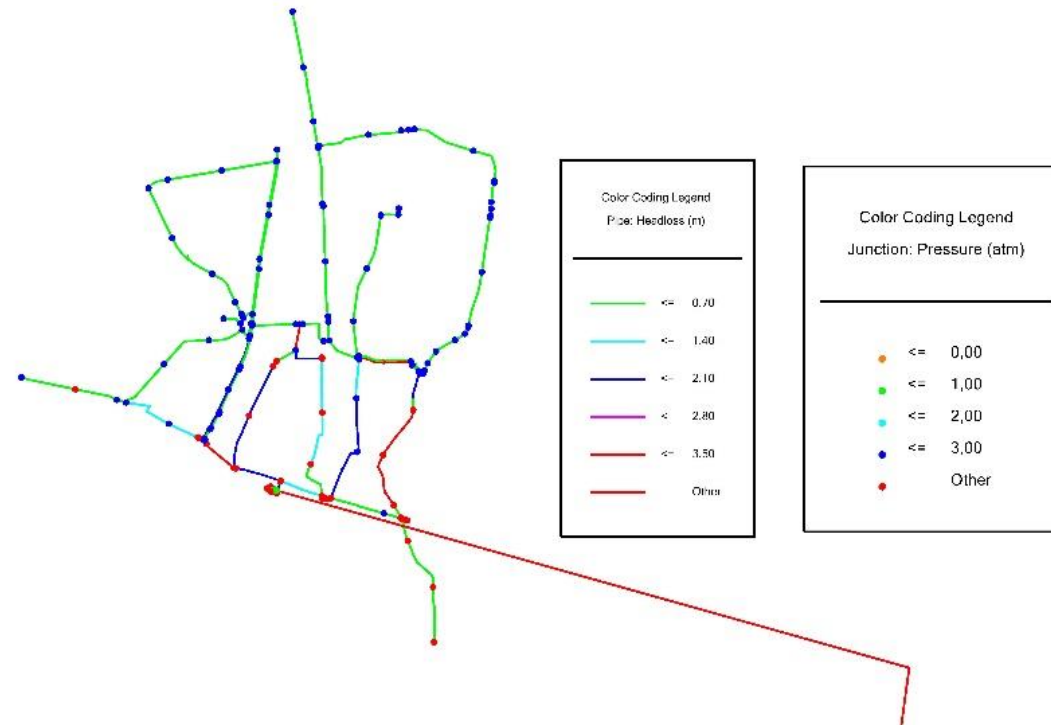 Color Coding Legend
Pipe: Headloss (m)
<= 0.70
<= 1.40
<= 2.10
< 2.80
<= 3.50
Other
Color Coding Legend
Junction: Pressure (atm)
<= 0,00
<= 1,00
<= 2,00
<= 3,00
Other